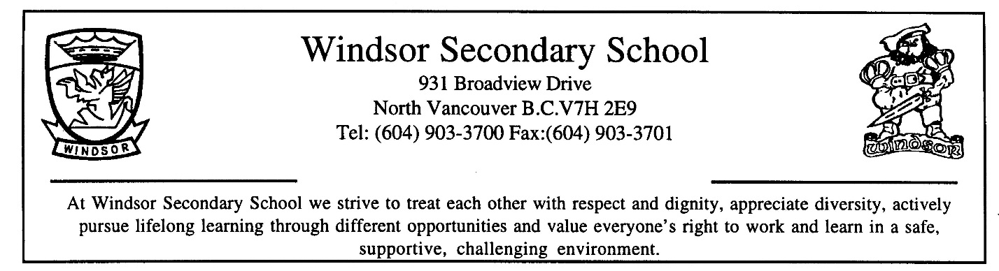 Windsor Secondary School
931 Broadview Drive
North Vancouver B.C.V7H 2E9
Tel: (604) 903-3700 Fax:(604) 903-3701
WINDSOR
windsor
At Windsor Secondary School we strive to treat each other with respect and dignity, appreciate diversity, actively
pursue lifelong learning through different opportunities and value everyone's right to work and learn in a safe,
supportive, challenging environment.